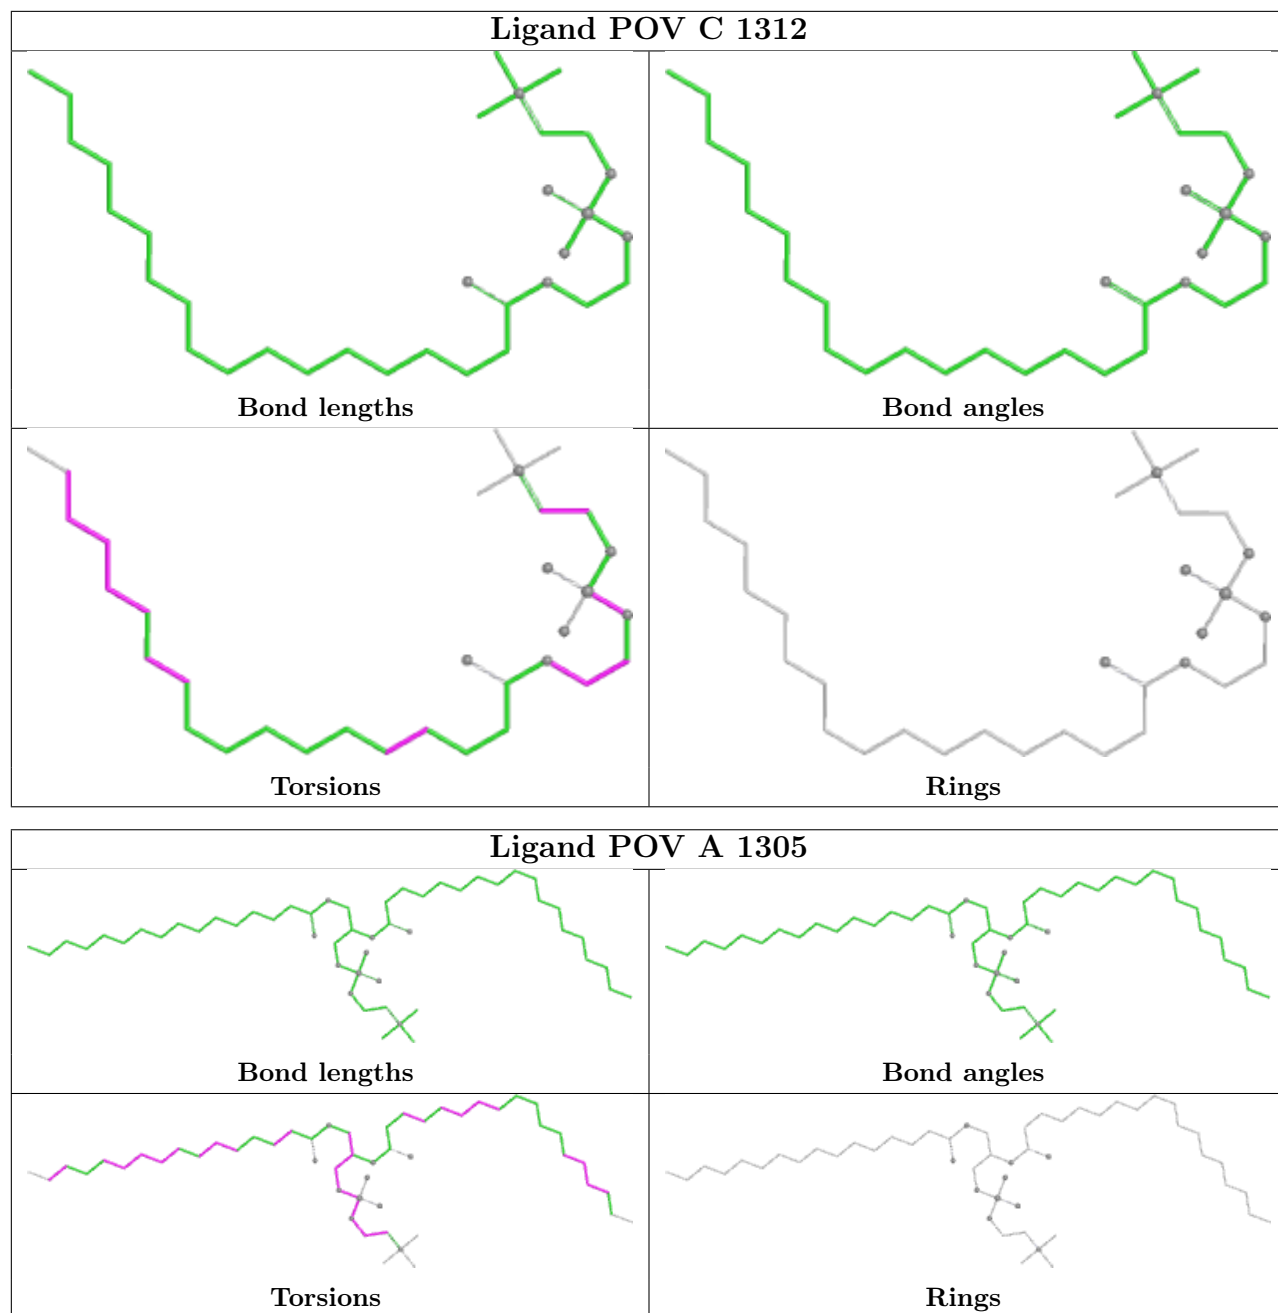 Ligand POV C 1312
Bond lengths
Bond angles
Torsions
Rings
Ligand POV A 1305
Bond lengths
Bond angles
Torsions
Rings